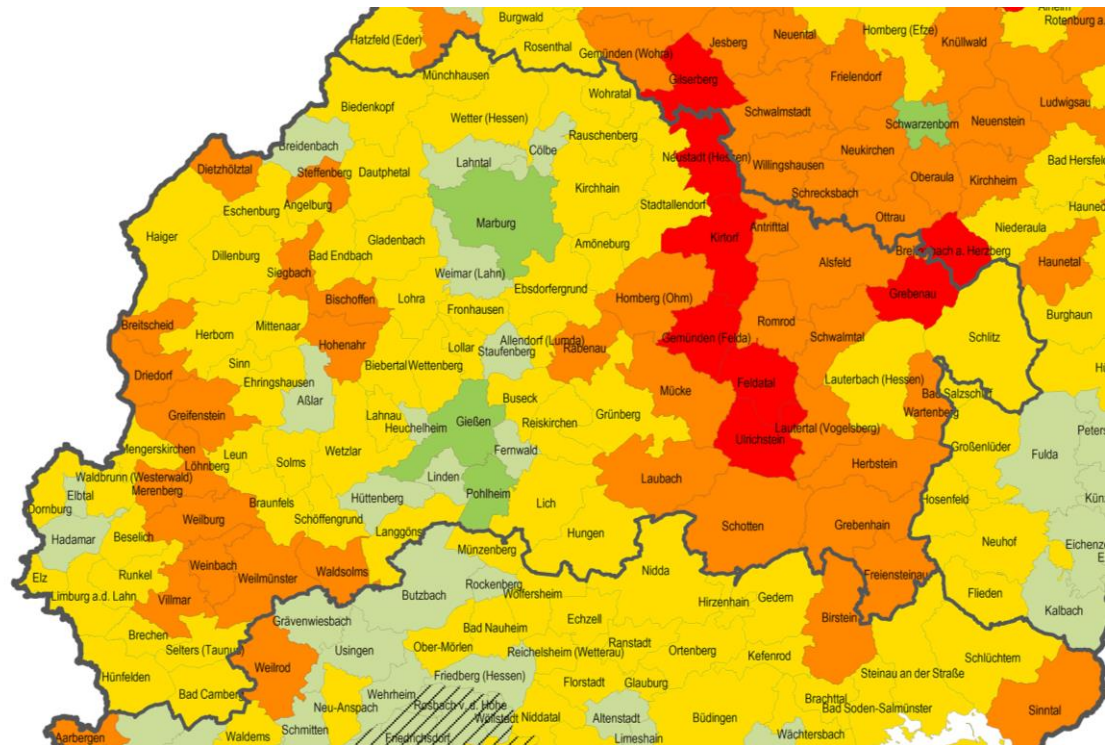 Burgwald
Hatzfeld (Eder)
Rosenthal
Gemünden (Wohra)
Jesberg
Neuental
Homberg (Efze)
Knüllwald
Rotenburg a.
Münchhausen
Gilserberg
Frielendorf
Biedenkopf
Wohratal
Schwalmstadt
Ludwigsau
Wetter (Hessen)
Rauschenberg
Schwarzenborn
Neuenstein
Breidenbach
Cölbe
Lahntal
Neustadt (Hessen)
Willingshausen
Neukirchen
Bad Hersfeld
Dietzhölztal
Steffenberg
Dautphetal
Kirchhain
Oberaula
Kirchheim
Angelburg
Schrecksbach
Eschenburg
Stadtallendorf
Ottrau
Marburg
Antrifttal
Niederaula
Haiger
Gladenbach
Kirtorf
Amöneburg
Dillenburg
Bad Endbach
Alsfeld
Breitenbach a. Herzberg
Haunetal
Siegbach
Weimar (Lahn)
Ebsdorfergrund
Grebenau
Bischoffen
Lohra
Homberg (Ohm)
Fronhausen
Burghaun
Breitscheid
Mittenaar
Romrod
Herborn
Hohenahr
Allendorf (Lumda)
Gemünden (Felda)
Schwalmtal
Schlitz
Lollar
Staufenberg
Rabenau
Sinn
Biebertal
Wettenberg
Driedorf
Ehringshausen
Feldatal
Lauterbach (Hessen)
Aßlar
Mücke
Bad Salzschlirf
Greifenstein
Lahnau
Buseck
Grünberg
Wartenberg
Heuchelheim
Gießen
Reiskirchen
Lautertal (Vogelsberg)
Ulrichstein
Großenlüder
Mengerskirchen
Leun
Wetzlar
Fernwald
Fulda
Löhnberg
Solms
Herbstein
Waldbrunn (Westerwald)
Linden
Laubach
Merenberg
Elbtal
Hüttenberg
Pohlheim
Hosenfeld
Dornburg
Braunfels
Lich
Weilburg
Schöffengrund
Schotten
Grebenhain
Hadamar
Beselich
Langgöns
Hungen
Neuhof
Münzenberg
Elz
Runkel
Weinbach
Waldsolms
Nidda
Freiensteinau
Weilmünster
Rockenberg
Limburg a.d. Lahn
Butzbach
Wölfersheim
Gedern
Flieden
Villmar
Hirzenhain
Kalbach
Grävenwiesbach
Echzell
Birstein
Brechen
Bad Nauheim
Selters (Taunus)
Ober-Mörlen
Ranstadt
Usingen
Reichelsheim (Wetterau)
Ortenberg
Kefenrod
Schlüchtern
Weilrod
Friedberg (Hessen)
Steinau an der Straße
Hünfelden
Florstadt
Glauburg
Bad Camberg
Wehrheim
Brachttal
Neu-Anspach
Rosbach v. d. Höhe
Bad Soden-Salmünster
Sinntal
Wöllstadt
Niddatal
Altenstadt
Büdingen
Schmitten
Aarbergen
Waldems
Friedrichsdorf
Limeshain
Wächtersbach